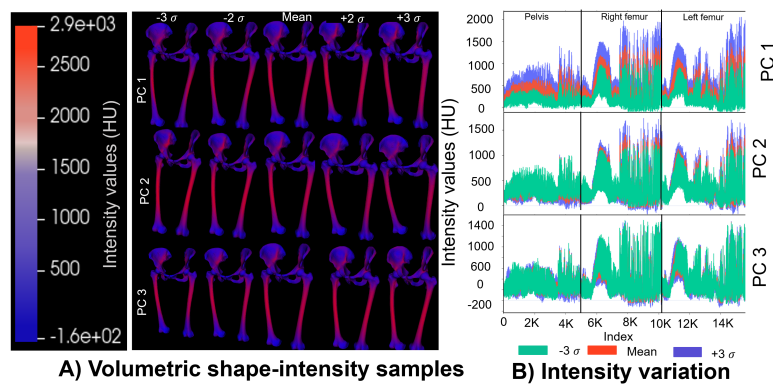 -3 σ -2 σ Mean +2 σ +3 σ
2.9e+03
2500
2000
1500
1000
500
-1.6e+02
Intensity values (HU)
PC 1
PC 2
PC 3
A) Volumetric shape-intensity samples
Pelvis Right femur Left femur
2000
1500
1000
500
0
PC 1
1500
1000
500
0
PC 2
1400
1000
600
200
-200
PC 3
Intensity values (HU)
0 2K 4K 6K 8K 10K 12K 14K
Index
-3 σ Mean +3 σ
B) Intensity variation